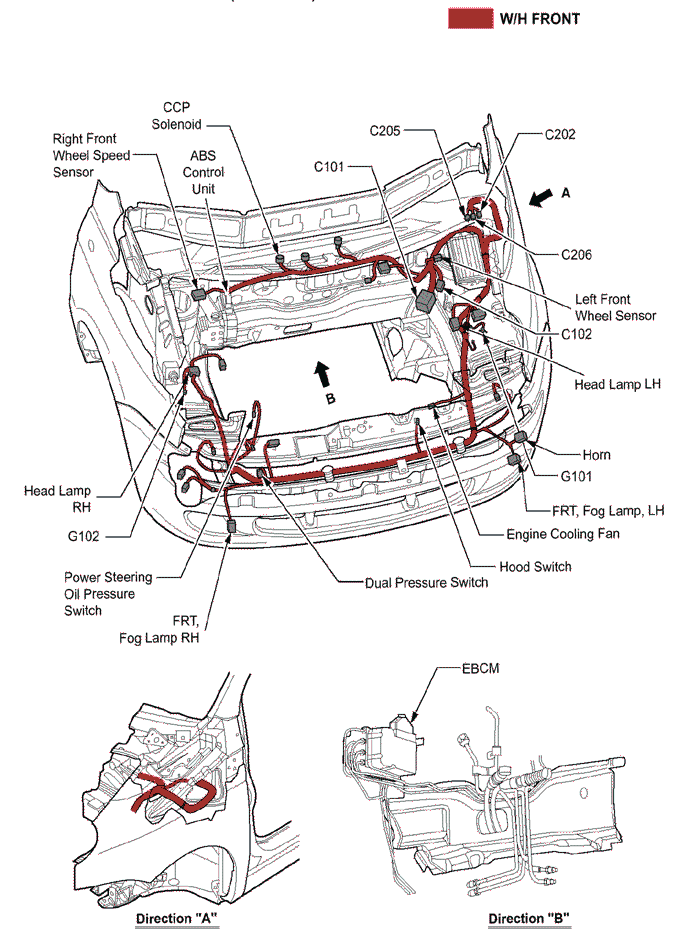 W/H FRONT
CCP
Solenoid
C205
C202
Right Front
Wheel Speed
Sensor
ABS
Control
Unit
C101
A
C206
Left Front
Wheel Sensor
C102
Head Lamp LH
B
Horn
G101
Head Lamp
RH
FRT, Fog Lamp, LH
G102
Engine Cooling Fan
Hood Switch
Power Steering
Oil Pressure
Switch
Dual Pressure Switch
FRT,
Fog Lamp RH
EBCM
Direction "A"
Direction "B"